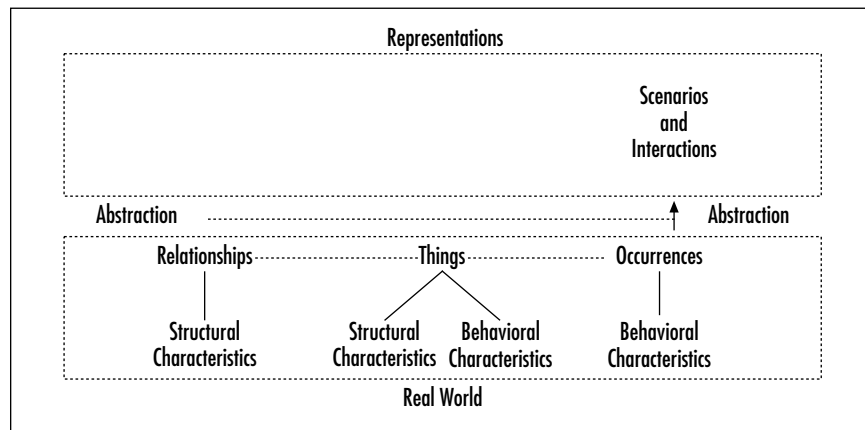 Representations
Scenarios
and
Interactions
Abstraction
Abstraction
Relationships
Things
Occurrences
Structural
Characteristics
Structural
Characteristics
Behavioral
Characteristics
Behavioral
Characteristics
Real World